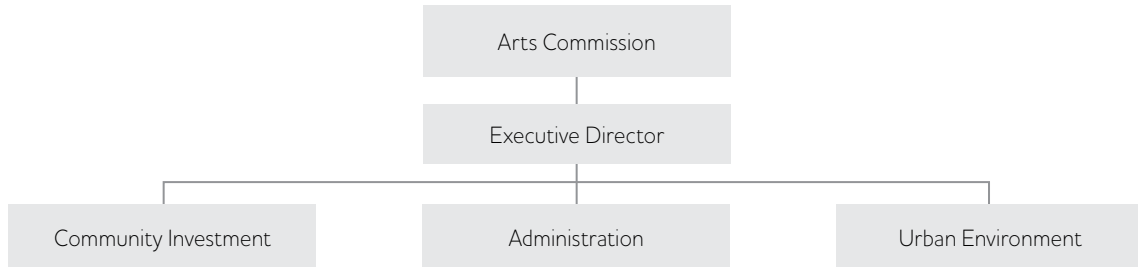 Arts Commission
Executive Director
Community Investment
Administration
Urban Environment